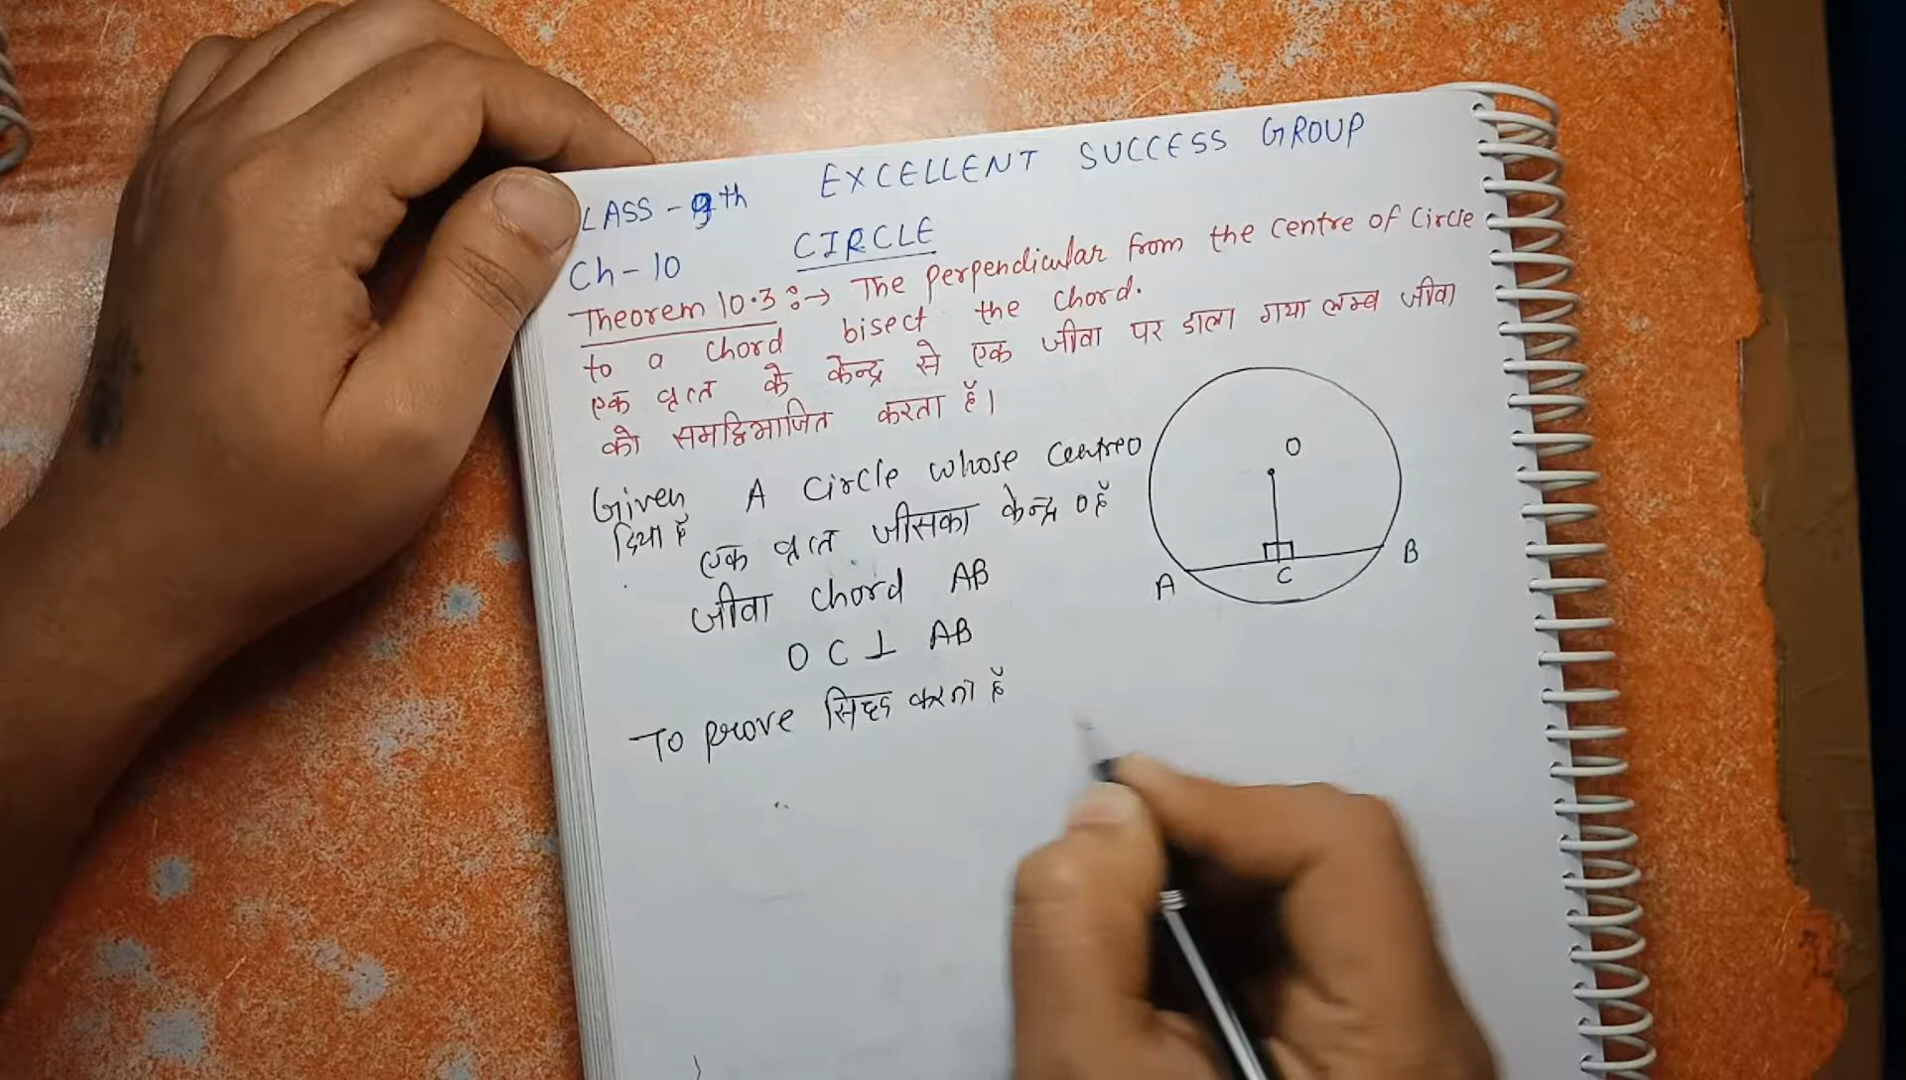 LASS - 9th EXCELLENT SUCCESS GROUP
Ch - 10 CIRCLE
Theorem 10.3 :→ The perpendicular from the centre of Circle
to a chord bisect the chord.
एक वृत्त के केन्द्र से एक जीवा पर डाला गया लम्ब जीवा
को समद्विभाजित करता हैं।
Given A Circle whose centre O
दिया हैं एक वृत्त जीसका केन्द्र O हैं
जीवा chord AB
OC ⊥ AB
To prove सिद्ध करना हैं
O
A
C
B